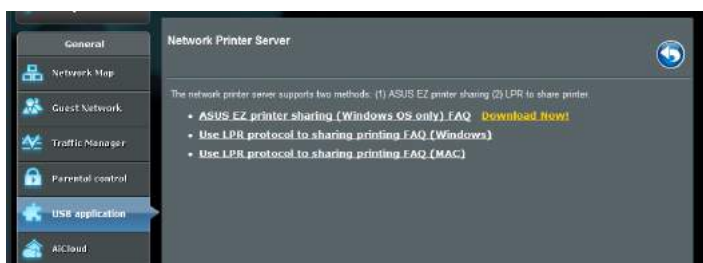 General
Network Map
Guest Network
Traffic Manager
Parental control
USB application
AiCloud
Network Printer Server
The network printer server supports two methods: (1) ASUS EZ printer sharing (2) LPR to share printer
ASUS EZ printer sharing (Windows OS only) FAQ Download Now!
Use LPR protocol to sharing printing FAQ (Windows)
Use LPR protocol to sharing printing FAQ (MAC)